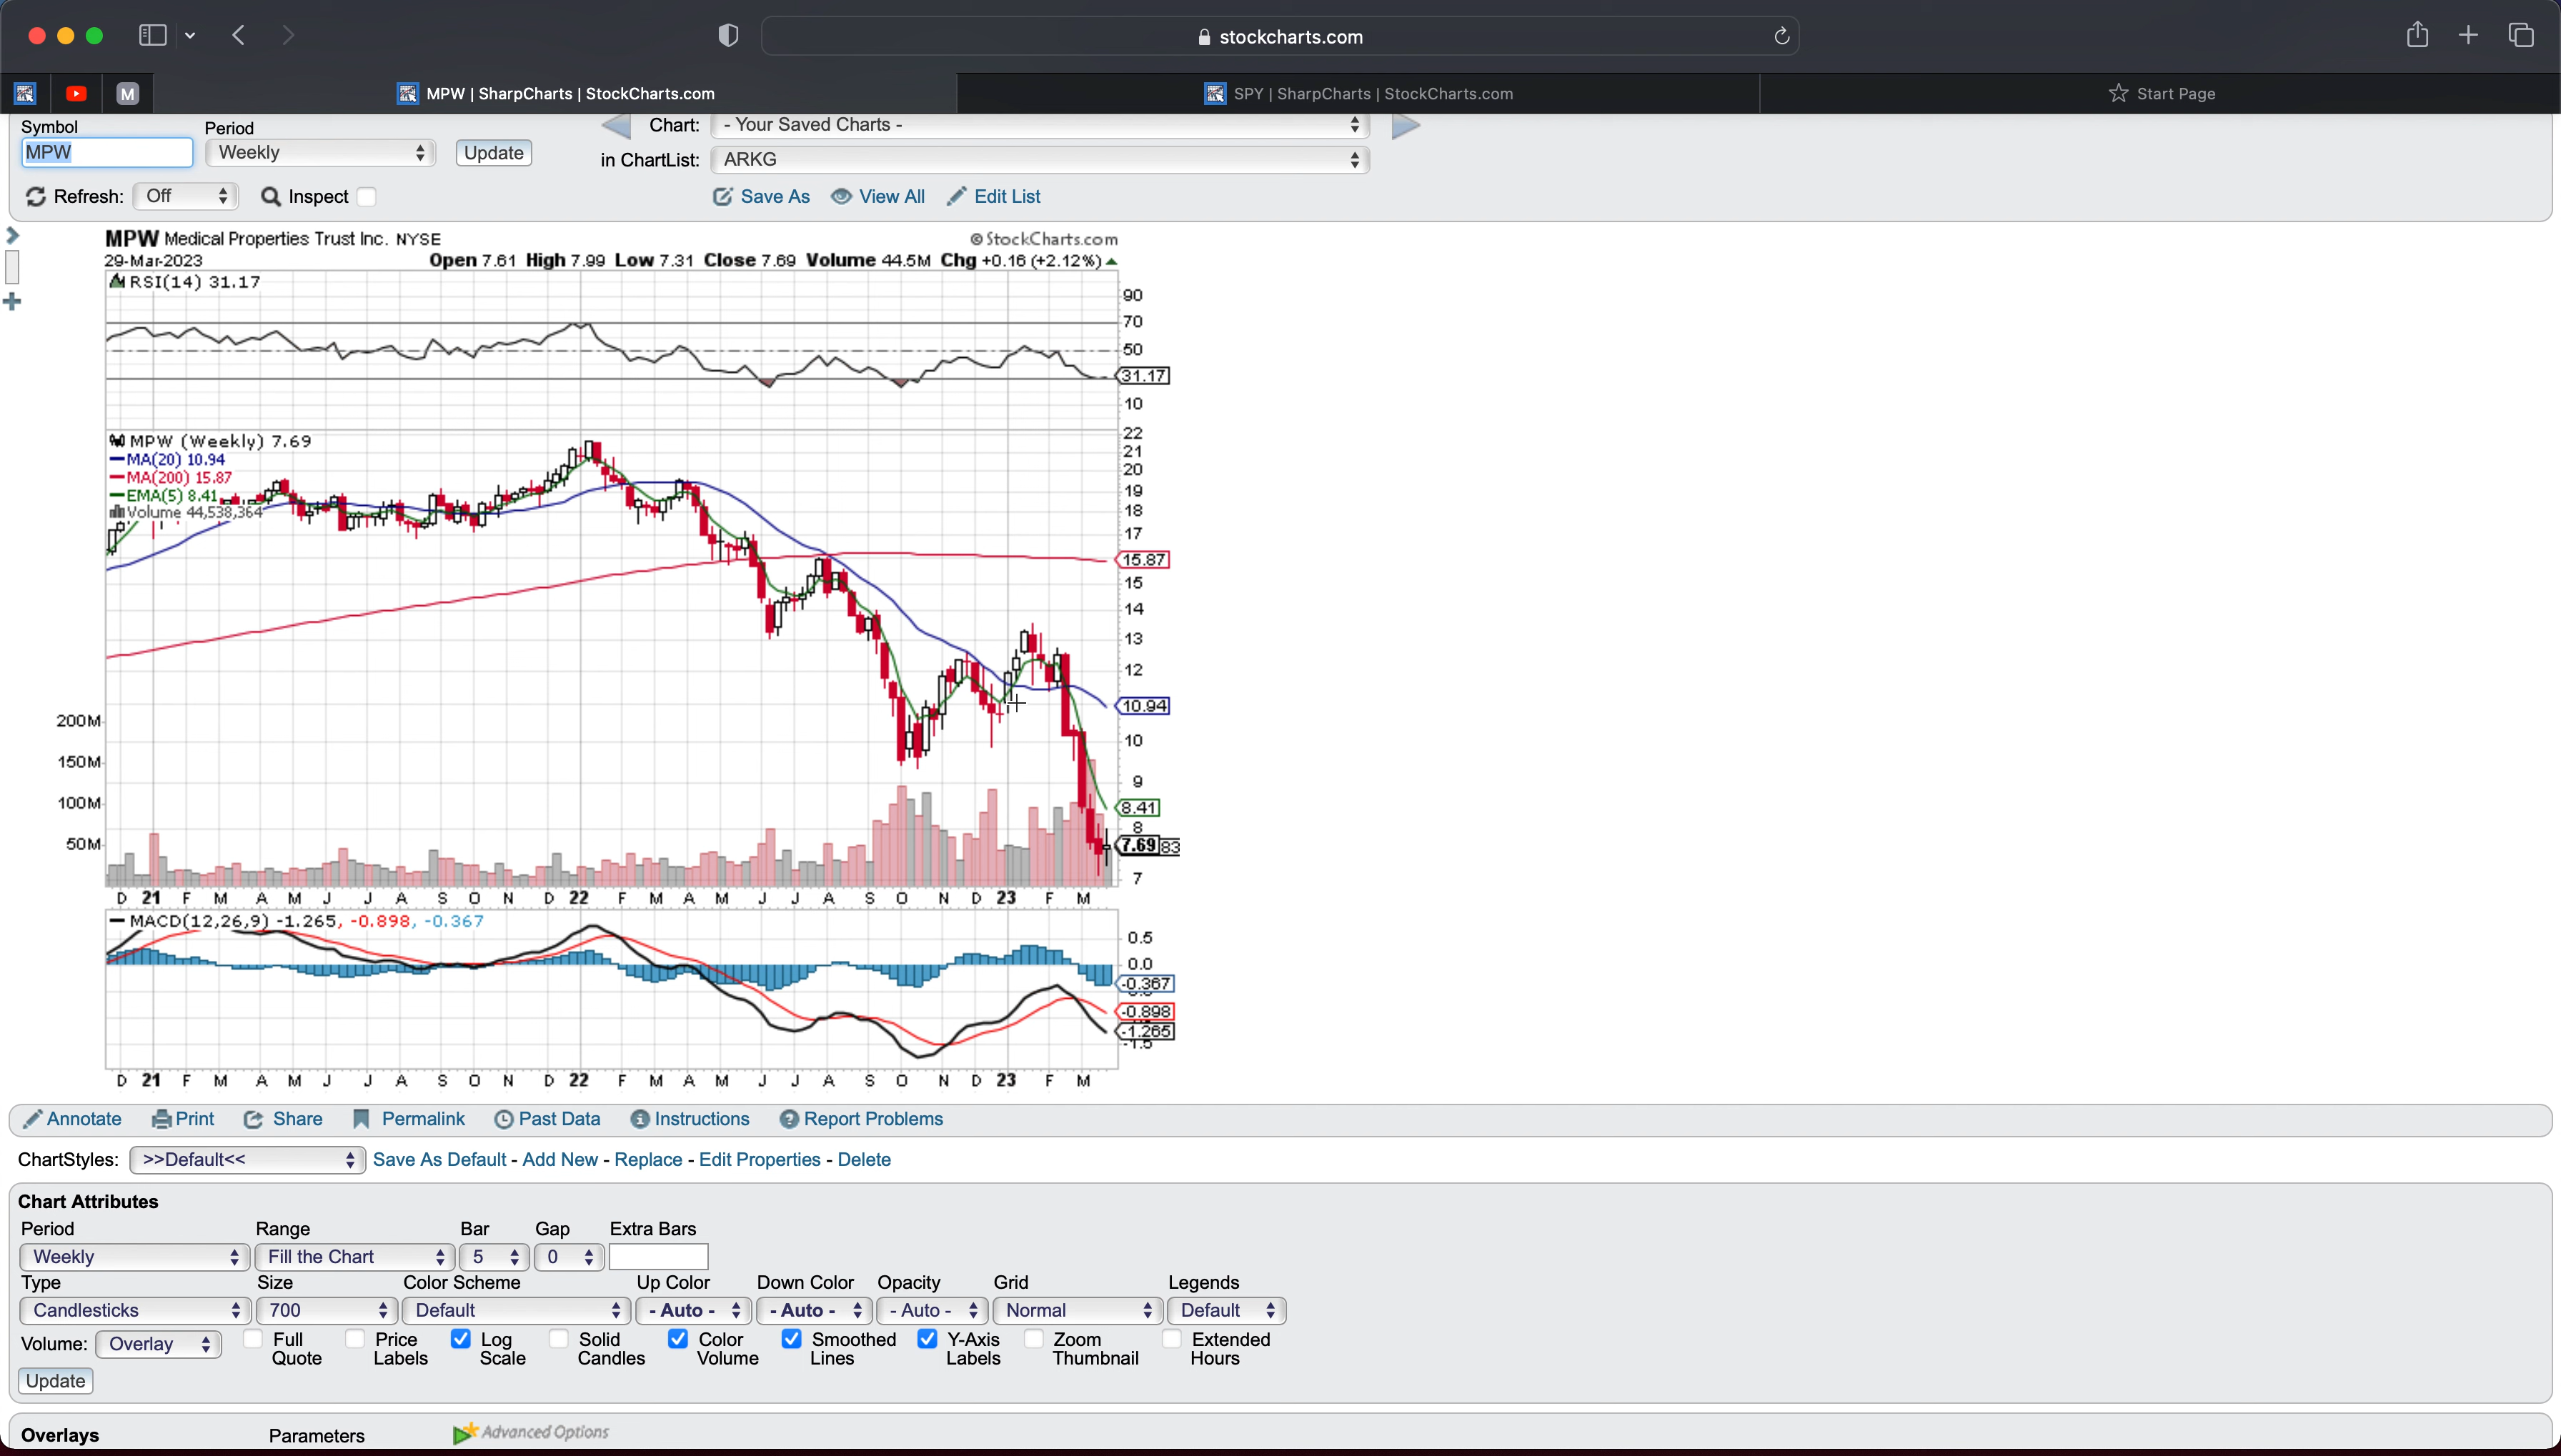 stockcharts.com
M
MPW | SharpCharts | StockCharts.com
SPY | SharpCharts | StockCharts.com
Start Page
Symbol Period Chart: - Your Saved Charts -
MPW Weekly Update in ChartList: ARKG
Refresh: Off Inspect Save As View All Edit List
MPW Medical Properties Trust Inc. NYSE © StockCharts.com
29-Mar-2023 Open 7.61 High 7.99 Low 7.31 Close 7.69 Volume 44.5M Chg +0.16 (+2.12%)
RSI(14) 31.17
90
70
50
31.17
10
MPW (Weekly) 7.69
MA(20) 10.94
MA(200) 15.87
EMA(5) 8.41
Volume 44,538,364
22
21
20
19
18
17
15.87
15
14
13
12
10.94
10
9
8.41
8
7.69
83
7
200M
150M
100M
50M
D 21 F M A M J J A S O N D 22 F M A M J J A S O N D 23 F M
MACD(12,26,9) -1.265, -0.898, -0.367
0.5
0.0
-0.367
-0.898
-1.265
-1.5
D 21 F M A M J J A S O N D 22 F M A M J J A S O N D 23 F M
Annotate Print Share Permalink Past Data Instructions Report Problems
ChartStyles: >>Default<< Save As Default - Add New - Replace - Edit Properties - Delete
Chart Attributes
Period Range Bar Gap Extra Bars
Weekly Fill the Chart 5 0
Type Size Color Scheme Up Color Down Color Opacity Grid Legends
Candlesticks 700 Default - Auto - - Auto - - Auto - Normal Default
Volume: Overlay Full Quote Price Labels Log Scale Solid Candles Color Volume Smoothed Lines Y-Axis Labels Zoom Thumbnail Extended Hours
Update
Overlays Parameters Advanced Options